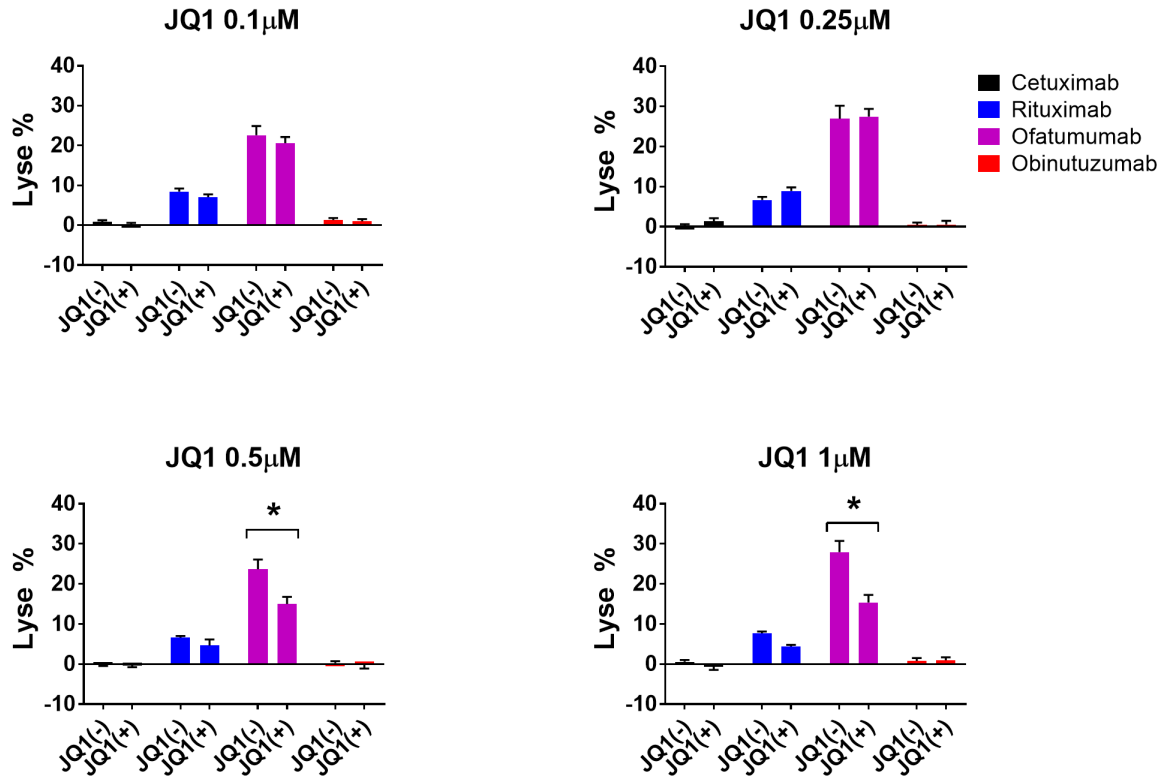 JQ1 0.1μM
Lyse %
40
30
20
10
0
-10
JQ1(-)
JQ1(+)
JQ1(-)
JQ1(+)
JQ1(-)
JQ1(+)
JQ1(-)
JQ1(+)
JQ1 0.25μM
Lyse %
40
30
20
10
0
-10
JQ1(-)
JQ1(+)
JQ1(-)
JQ1(+)
JQ1(-)
JQ1(+)
JQ1(-)
JQ1(+)
Cetuximab
Rituximab
Ofatumumab
Obinutuzumab
JQ1 0.5μM
Lyse %
40
30
20
10
0
-10
*
JQ1(-)
JQ1(+)
JQ1(-)
JQ1(+)
JQ1(-)
JQ1(+)
JQ1(-)
JQ1(+)
JQ1 1μM
Lyse %
40
30
20
10
0
-10
*
JQ1(-)
JQ1(+)
JQ1(-)
JQ1(+)
JQ1(-)
JQ1(+)
JQ1(-)
JQ1(+)